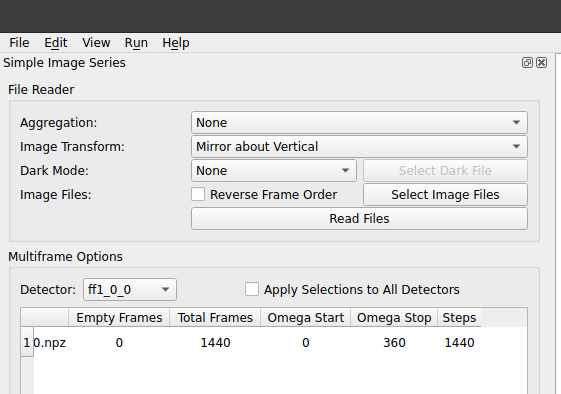 File Edit View Run Help
Simple Image Series
File Reader
Aggregation: None
Image Transform: Mirror about Vertical
Dark Mode: None Select Dark File
Image Files: Reverse Frame Order Select Image Files
Read Files
Multiframe Options
Detector: ff1_0_0 Apply Selections to All Detectors
Empty Frames Total Frames Omega Start Omega Stop Steps
1 0.npz 0 1440 0 360 1440